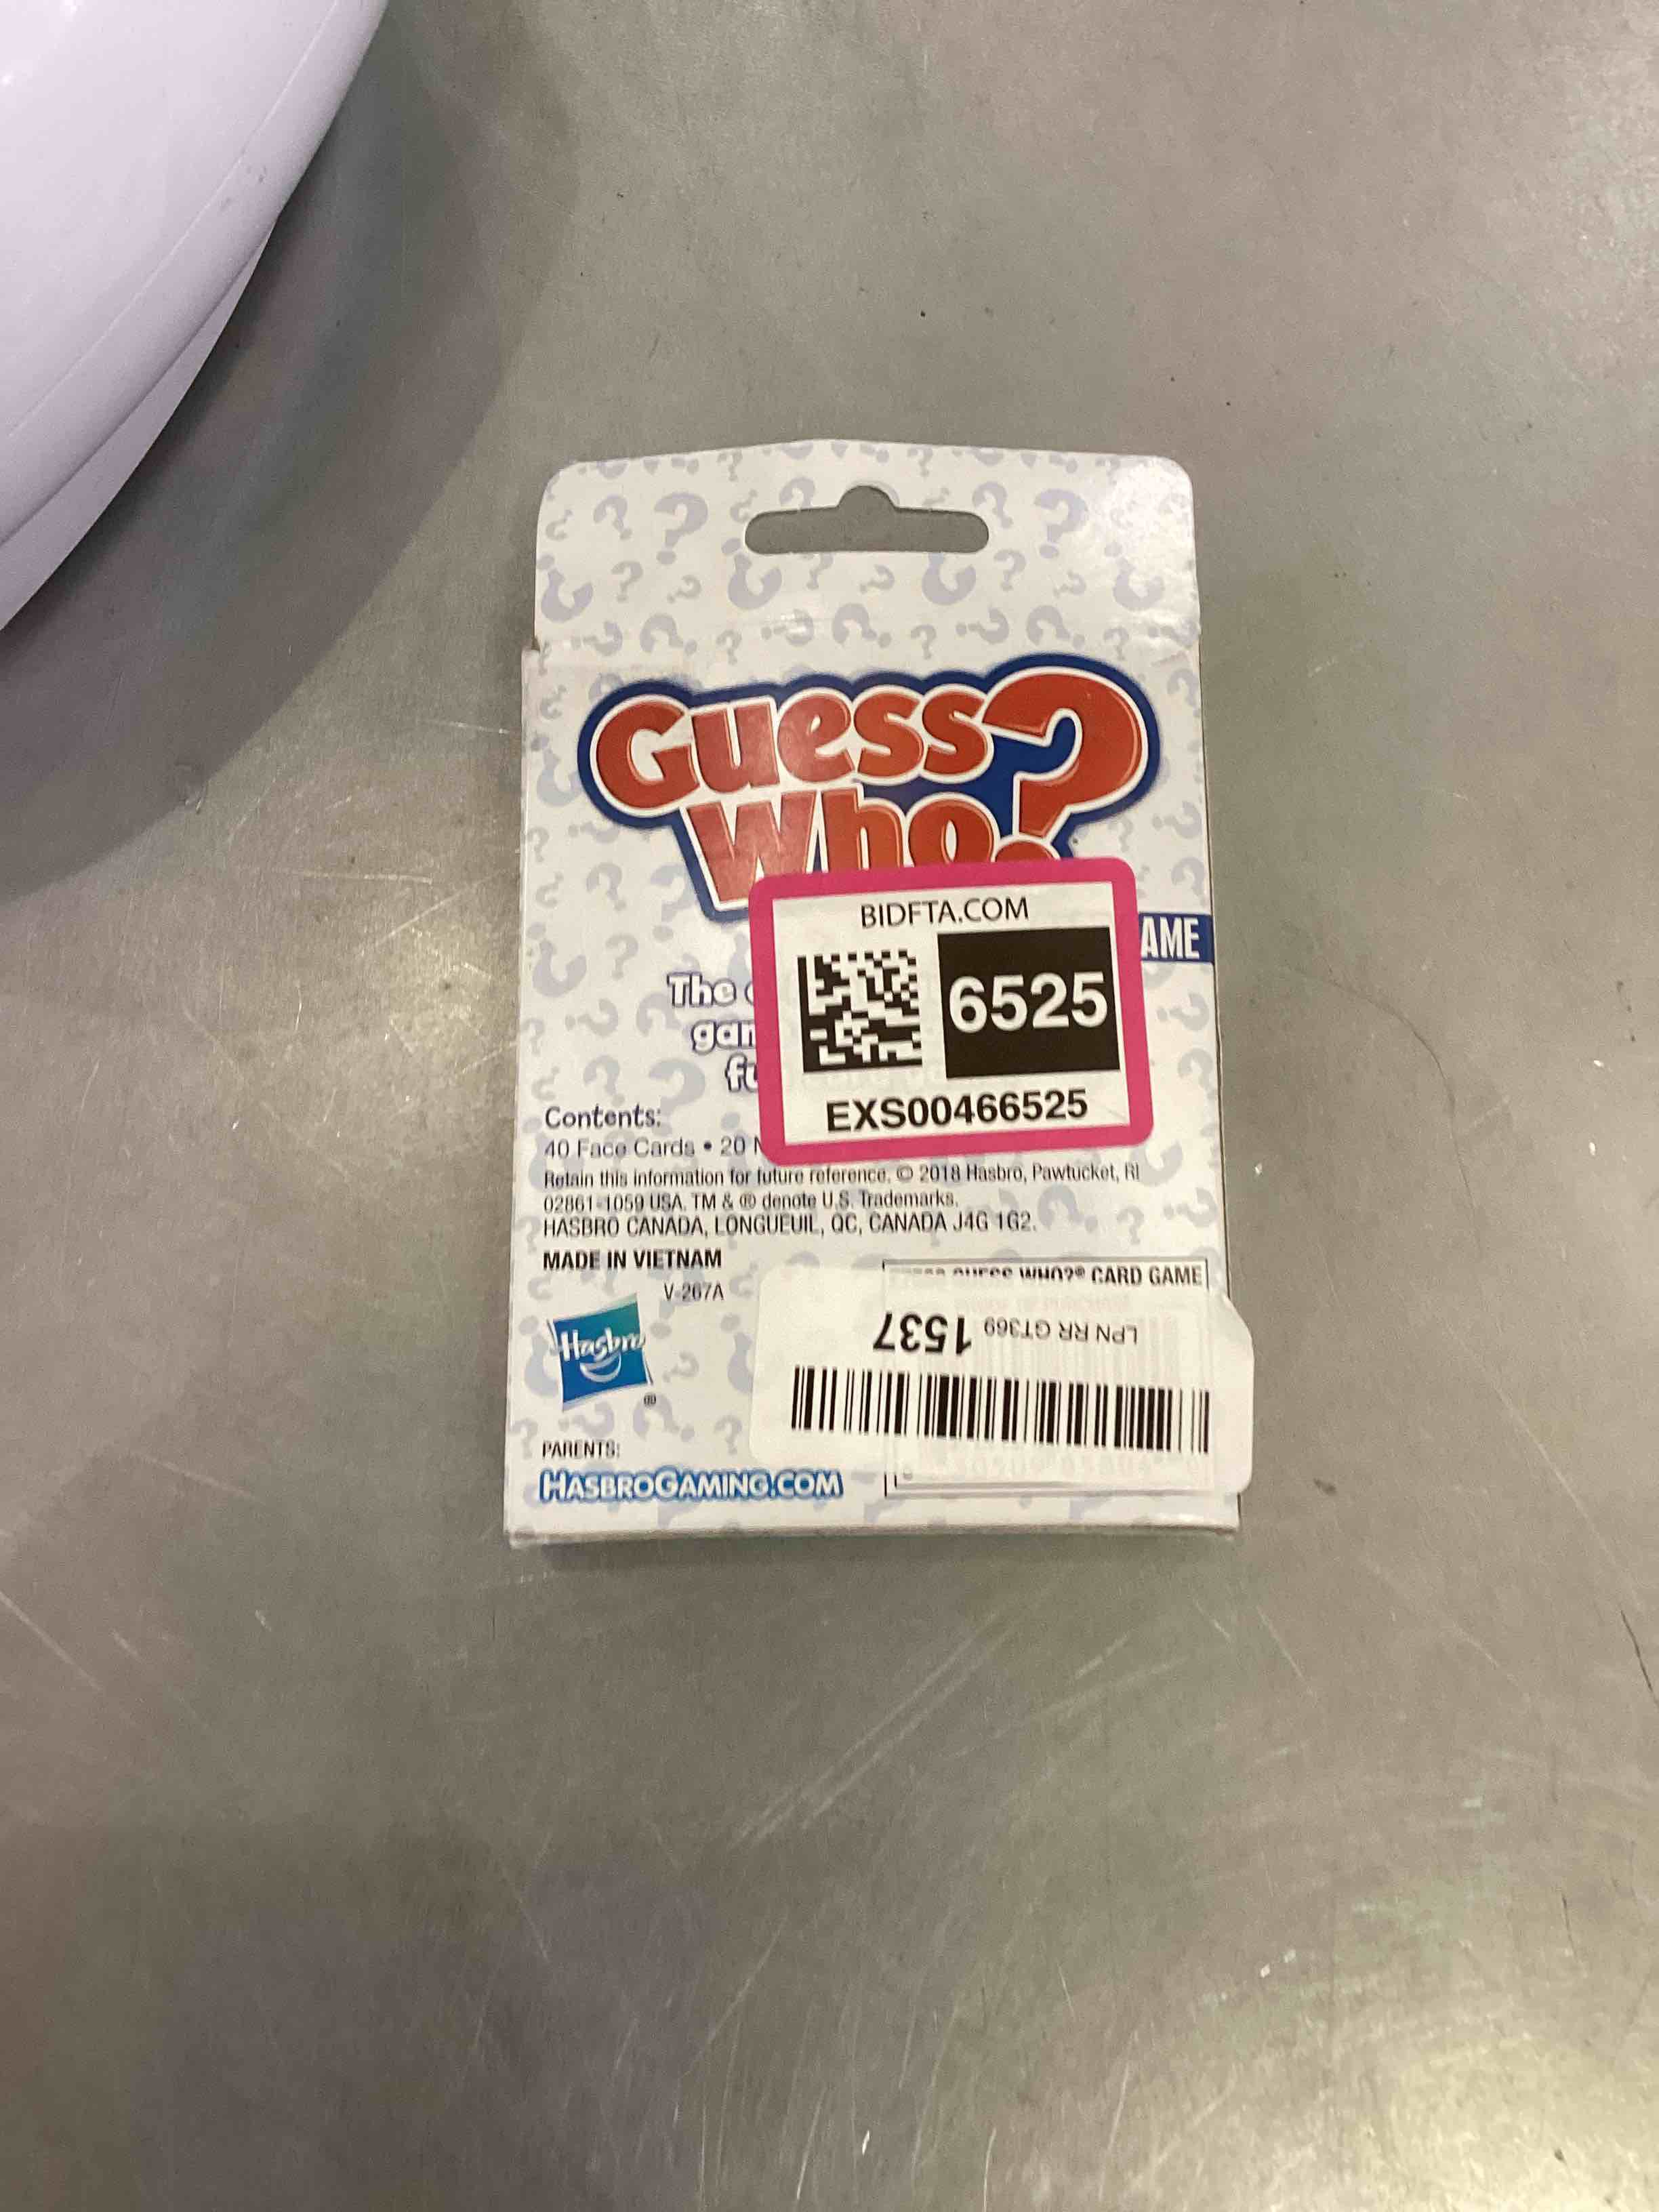 Guess
Who?
AME
BIDFTA.COM
6525
EXS00466525
The
Contents:
40 Face Cards • 20
Retain this information for future reference. © 2018 Hasbro, Pawtucket, RI
02861-1059 USA. TM & ® denote U.S. Trademarks.
HASBRO CANADA, LONGUEUIL, QC, CANADA J4G 1G2.
MADE IN VIETNAM
V-267A
GUESS WHO?® CARD GAME
LPN RR GT369 1537
Hasbro
®
PARENTS:
HASBROGAMING.COM